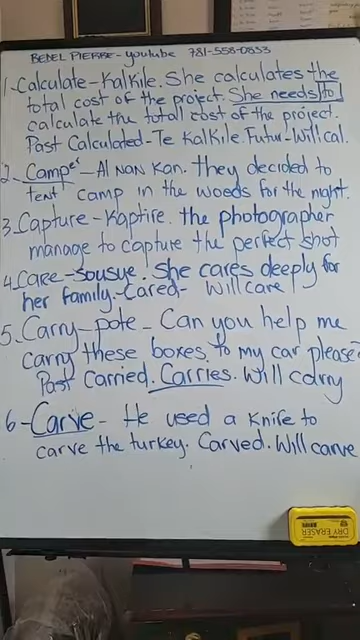 BEDEL PIERRE-youtube 781-558-0853
1-Calculate-Kalkile. She calculates the
total cost of the project. She needs to
calculate the total cost of the project.
Past Calculated-Te Kalkile. Futur-Will cal.
2-Camper-Al NAN Kan. They decided to
tent camp in the woods for the night.
3-Capture-Kaptire. the photographer
manage to capture the perfect shot
4-Care-Sousye. She cares deeply for
her family. Cared- Will care
5-Carry-pote- Can you help me
carry these boxes, to my car please?
Past Carried. Carries. Will carry
6-Carve- He used a knife to
carve the turkey. Carved. Will carve
DRY ERASER